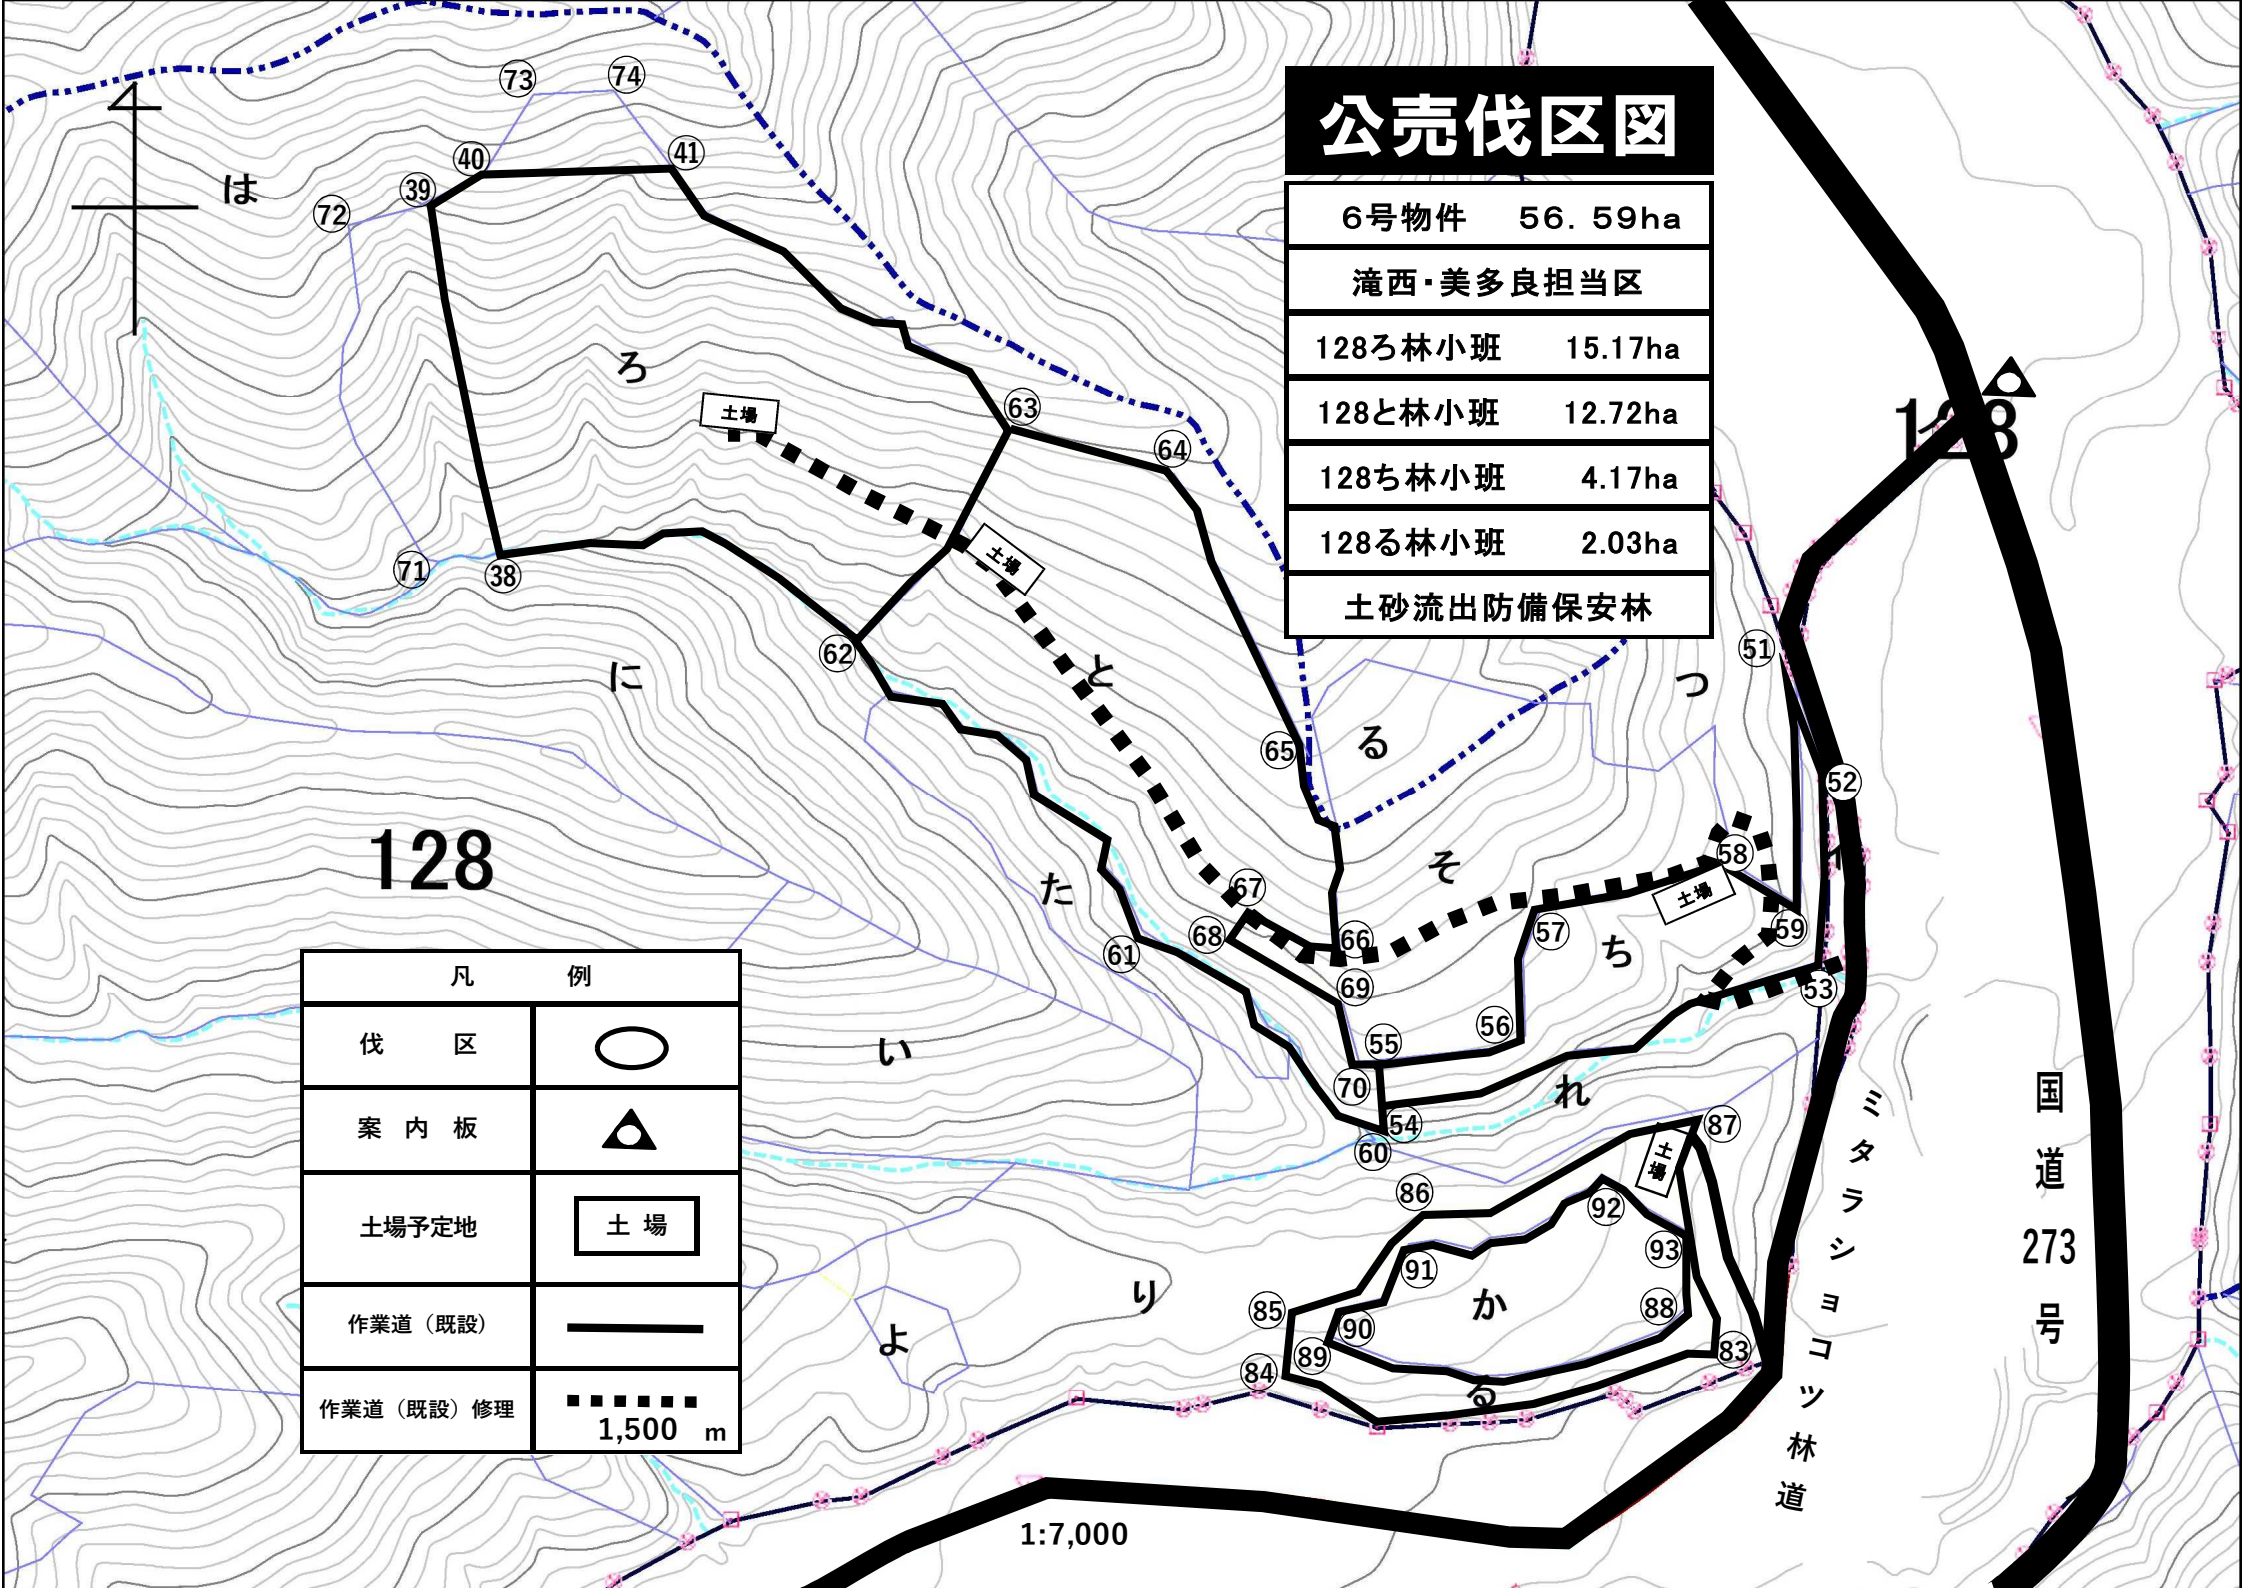 公売伐区図
6号物件 56.59ha
滝西・美多良担当区
128ろ林小班 15.17ha
128と林小班 12.72ha
128ち林小班 4.17ha
128る林小班 2.03ha
土砂流出防備保安林
73
74
40
41
39
は
72
ろ
土場
63
128
64
土場
71
38
62
51
に
と
つ
る
65
52
イ
128
そ
58
た
67
土場
68
66
57
59
61
ち
69
53
56
い
55
70
れ
54
60
87
土場
86
92
93
91
り
か
88
85
90
よ
89
83
84
る
ミタラショコツ林道
国道273号
凡例
伐区
案内板
土場予定地
土場
作業道（既設）
作業道（既設）修理
1,500 m
1:7,000